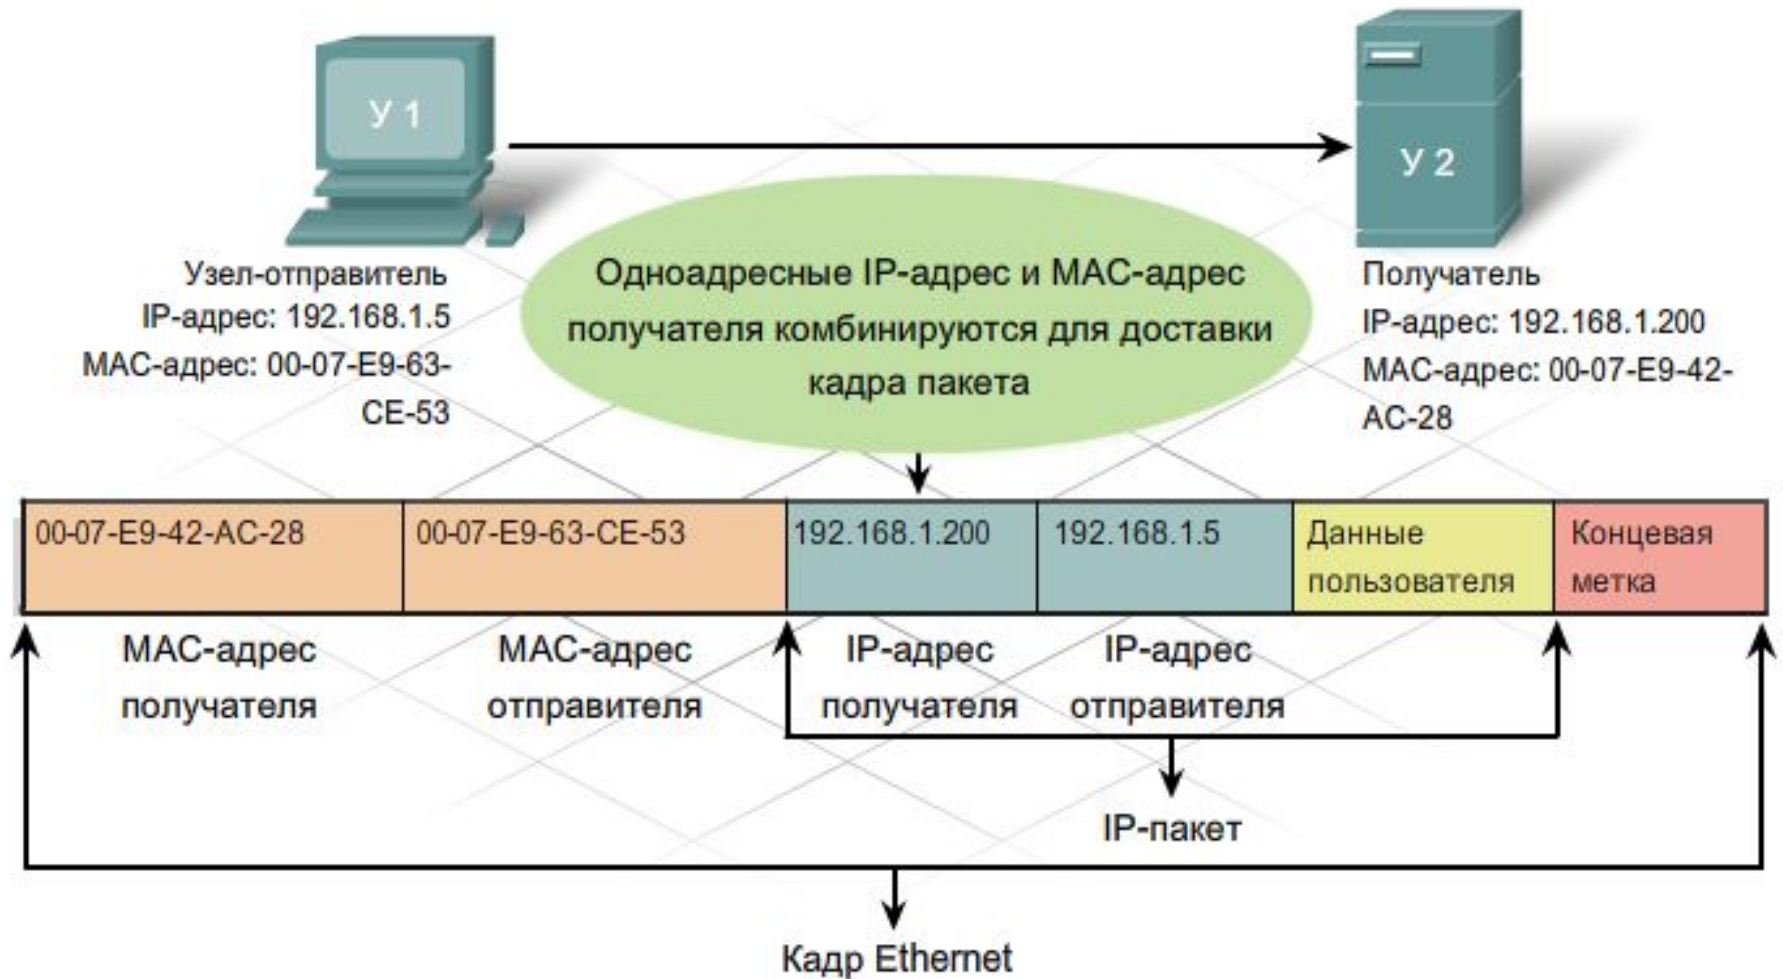 У 1
У 2
Узел-отправитель
IP-адрес: 192.168.1.5
MAC-адрес: 00-07-E9-63-
CE-53
Одноадресные IP-адрес и MAC-адрес
получателя комбинируются для доставки
кадра пакета
Получатель
IP-адрес: 192.168.1.200
MAC-адрес: 00-07-E9-42-
AC-28
00-07-E9-42-AC-28
00-07-E9-63-CE-53
192.168.1.200
192.168.1.5
Данные
пользователя
Концевая
метка
MAC-адрес
получателя
MAC-адрес
отправителя
IP-адрес
получателя
IP-адрес
отправителя
IP-пакет
Кадр Ethernet